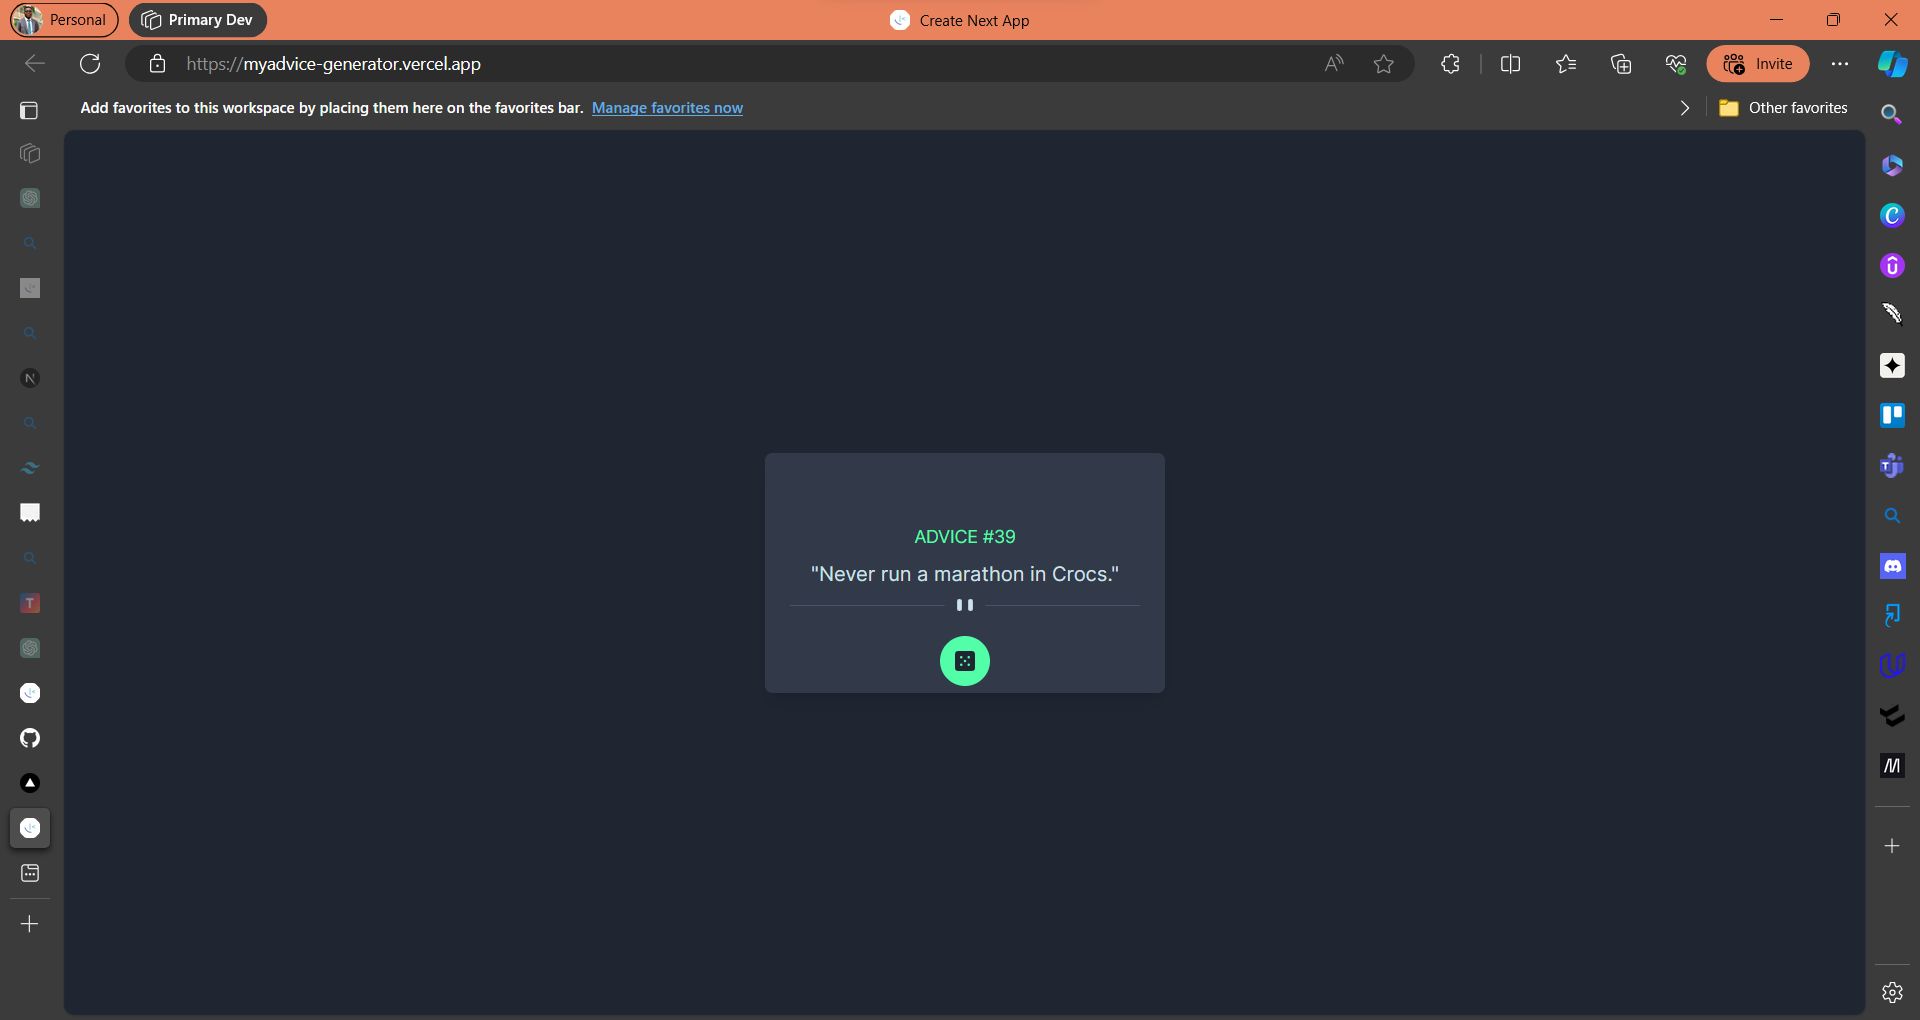 Personal
Primary Dev
Create Next App
https://myadvice-generator.vercel.app
Invite
Add favorites to this workspace by placing them here on the favorites bar. Manage favorites now
Other favorites
ADVICE #39
"Never run a marathon in Crocs."